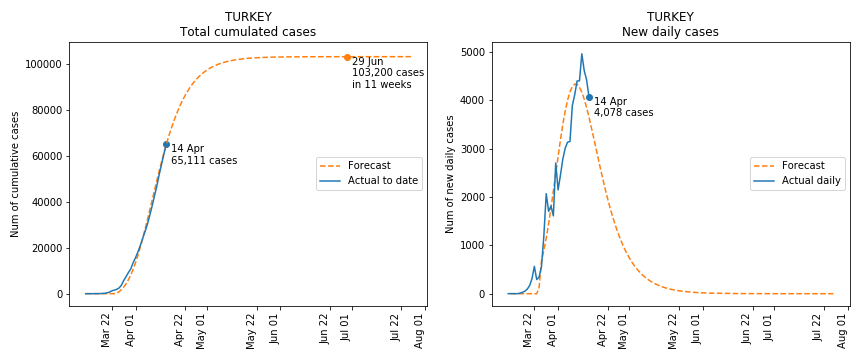 TURKEY
Total cumulated cases
Num of cumulative cases
100000
80000
60000
40000
20000
0
29 Jun
103,200 cases
in 11 weeks
14 Apr
65,111 cases
Forecast
Actual to date
Mar 22
Apr 01
Apr 22
May 01
May 22
Jun 01
Jun 22
Jul 01
Jul 22
Aug 01
TURKEY
New daily cases
Num of new daily cases
5000
4000
3000
2000
1000
0
14 Apr
4,078 cases
Forecast
Actual daily
Mar 22
Apr 01
Apr 22
May 01
May 22
Jun 01
Jun 22
Jul 01
Jul 22
Aug 01